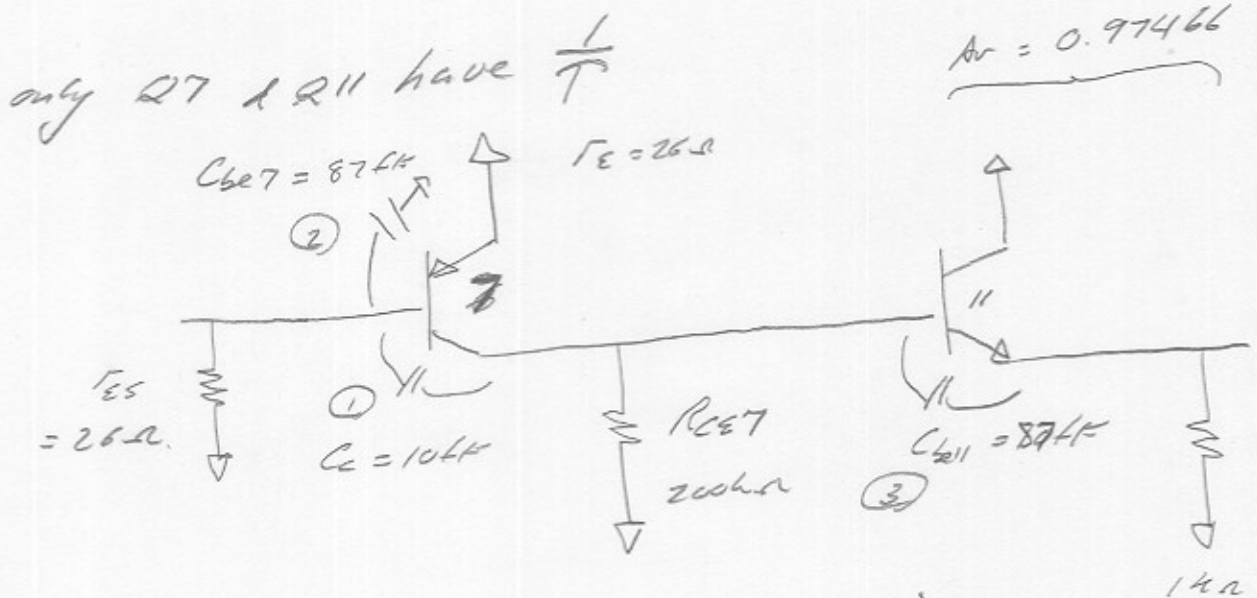 only Q7 & Q11 have 1/T
Av = 0.97466
Cbe7 = 87fF
rE = 26Ω
②
7
11
rE5
= 26Ω.
①
Cc = 10fF
RCE7
200kΩ
Cbe11 = 87fF
③
1kΩ